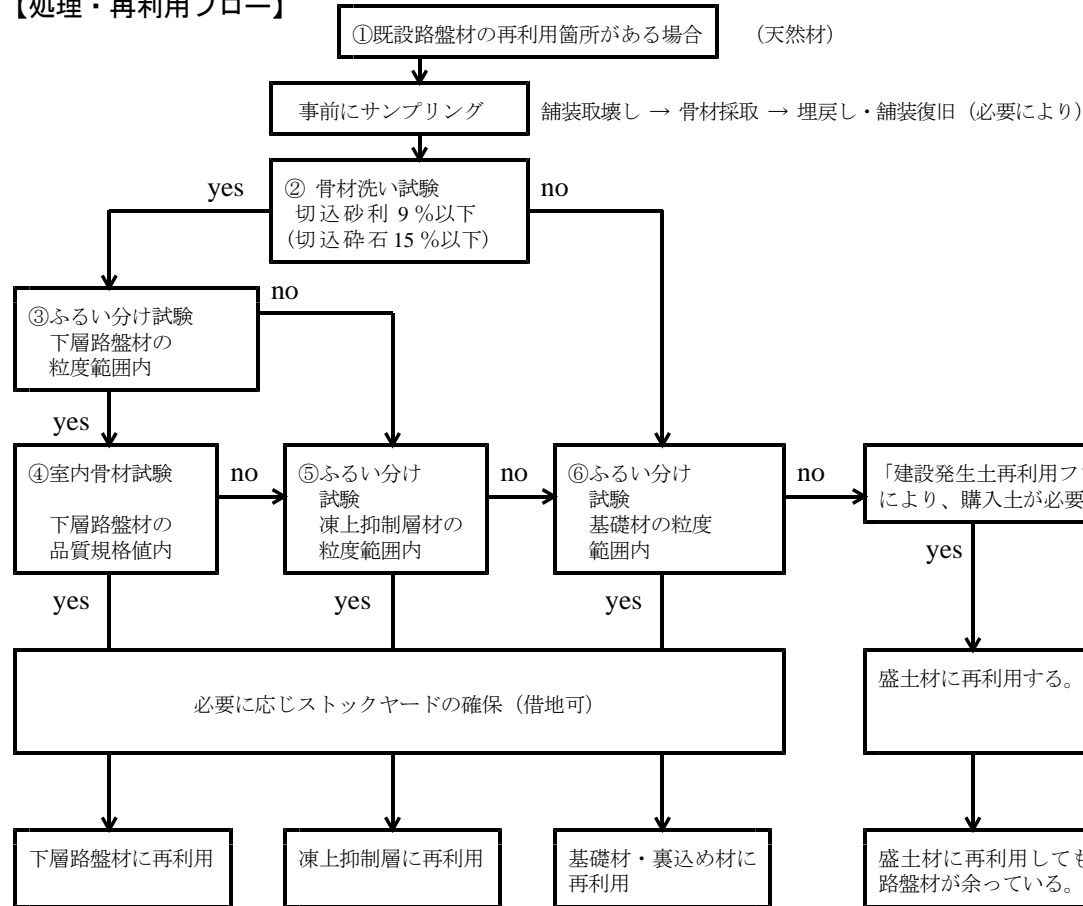 【処理・再利用フロー】
①既設路盤材の再利用箇所がある場合
（天然材）
事前にサンプリング
舗装取壊し → 骨材採取 → 埋戻し・舗装復旧（必要により）
yes
② 骨材洗い試験
切込砂利 9 %以下
(切込砕石 15 %以下)
no
③ふるい分け試験
下層路盤材の
粒度範囲内
no
yes
④室内骨材試験
下層路盤材の
品質規格値内
no
⑤ふるい分け
試験
凍上抑制層材の
粒度範囲内
no
⑥ふるい分け
試験
基礎材の粒度
範囲内
no
「建設発生土再利用フ
により、購入土が必要
yes
yes
yes
yes
必要に応じストックヤードの確保（借地可）
盛土材に再利用する。
下層路盤材に再利用
凍上抑制層に再利用
基礎材・裏込め材に
再利用
盛土材に再利用しても
路盤材が余っている。